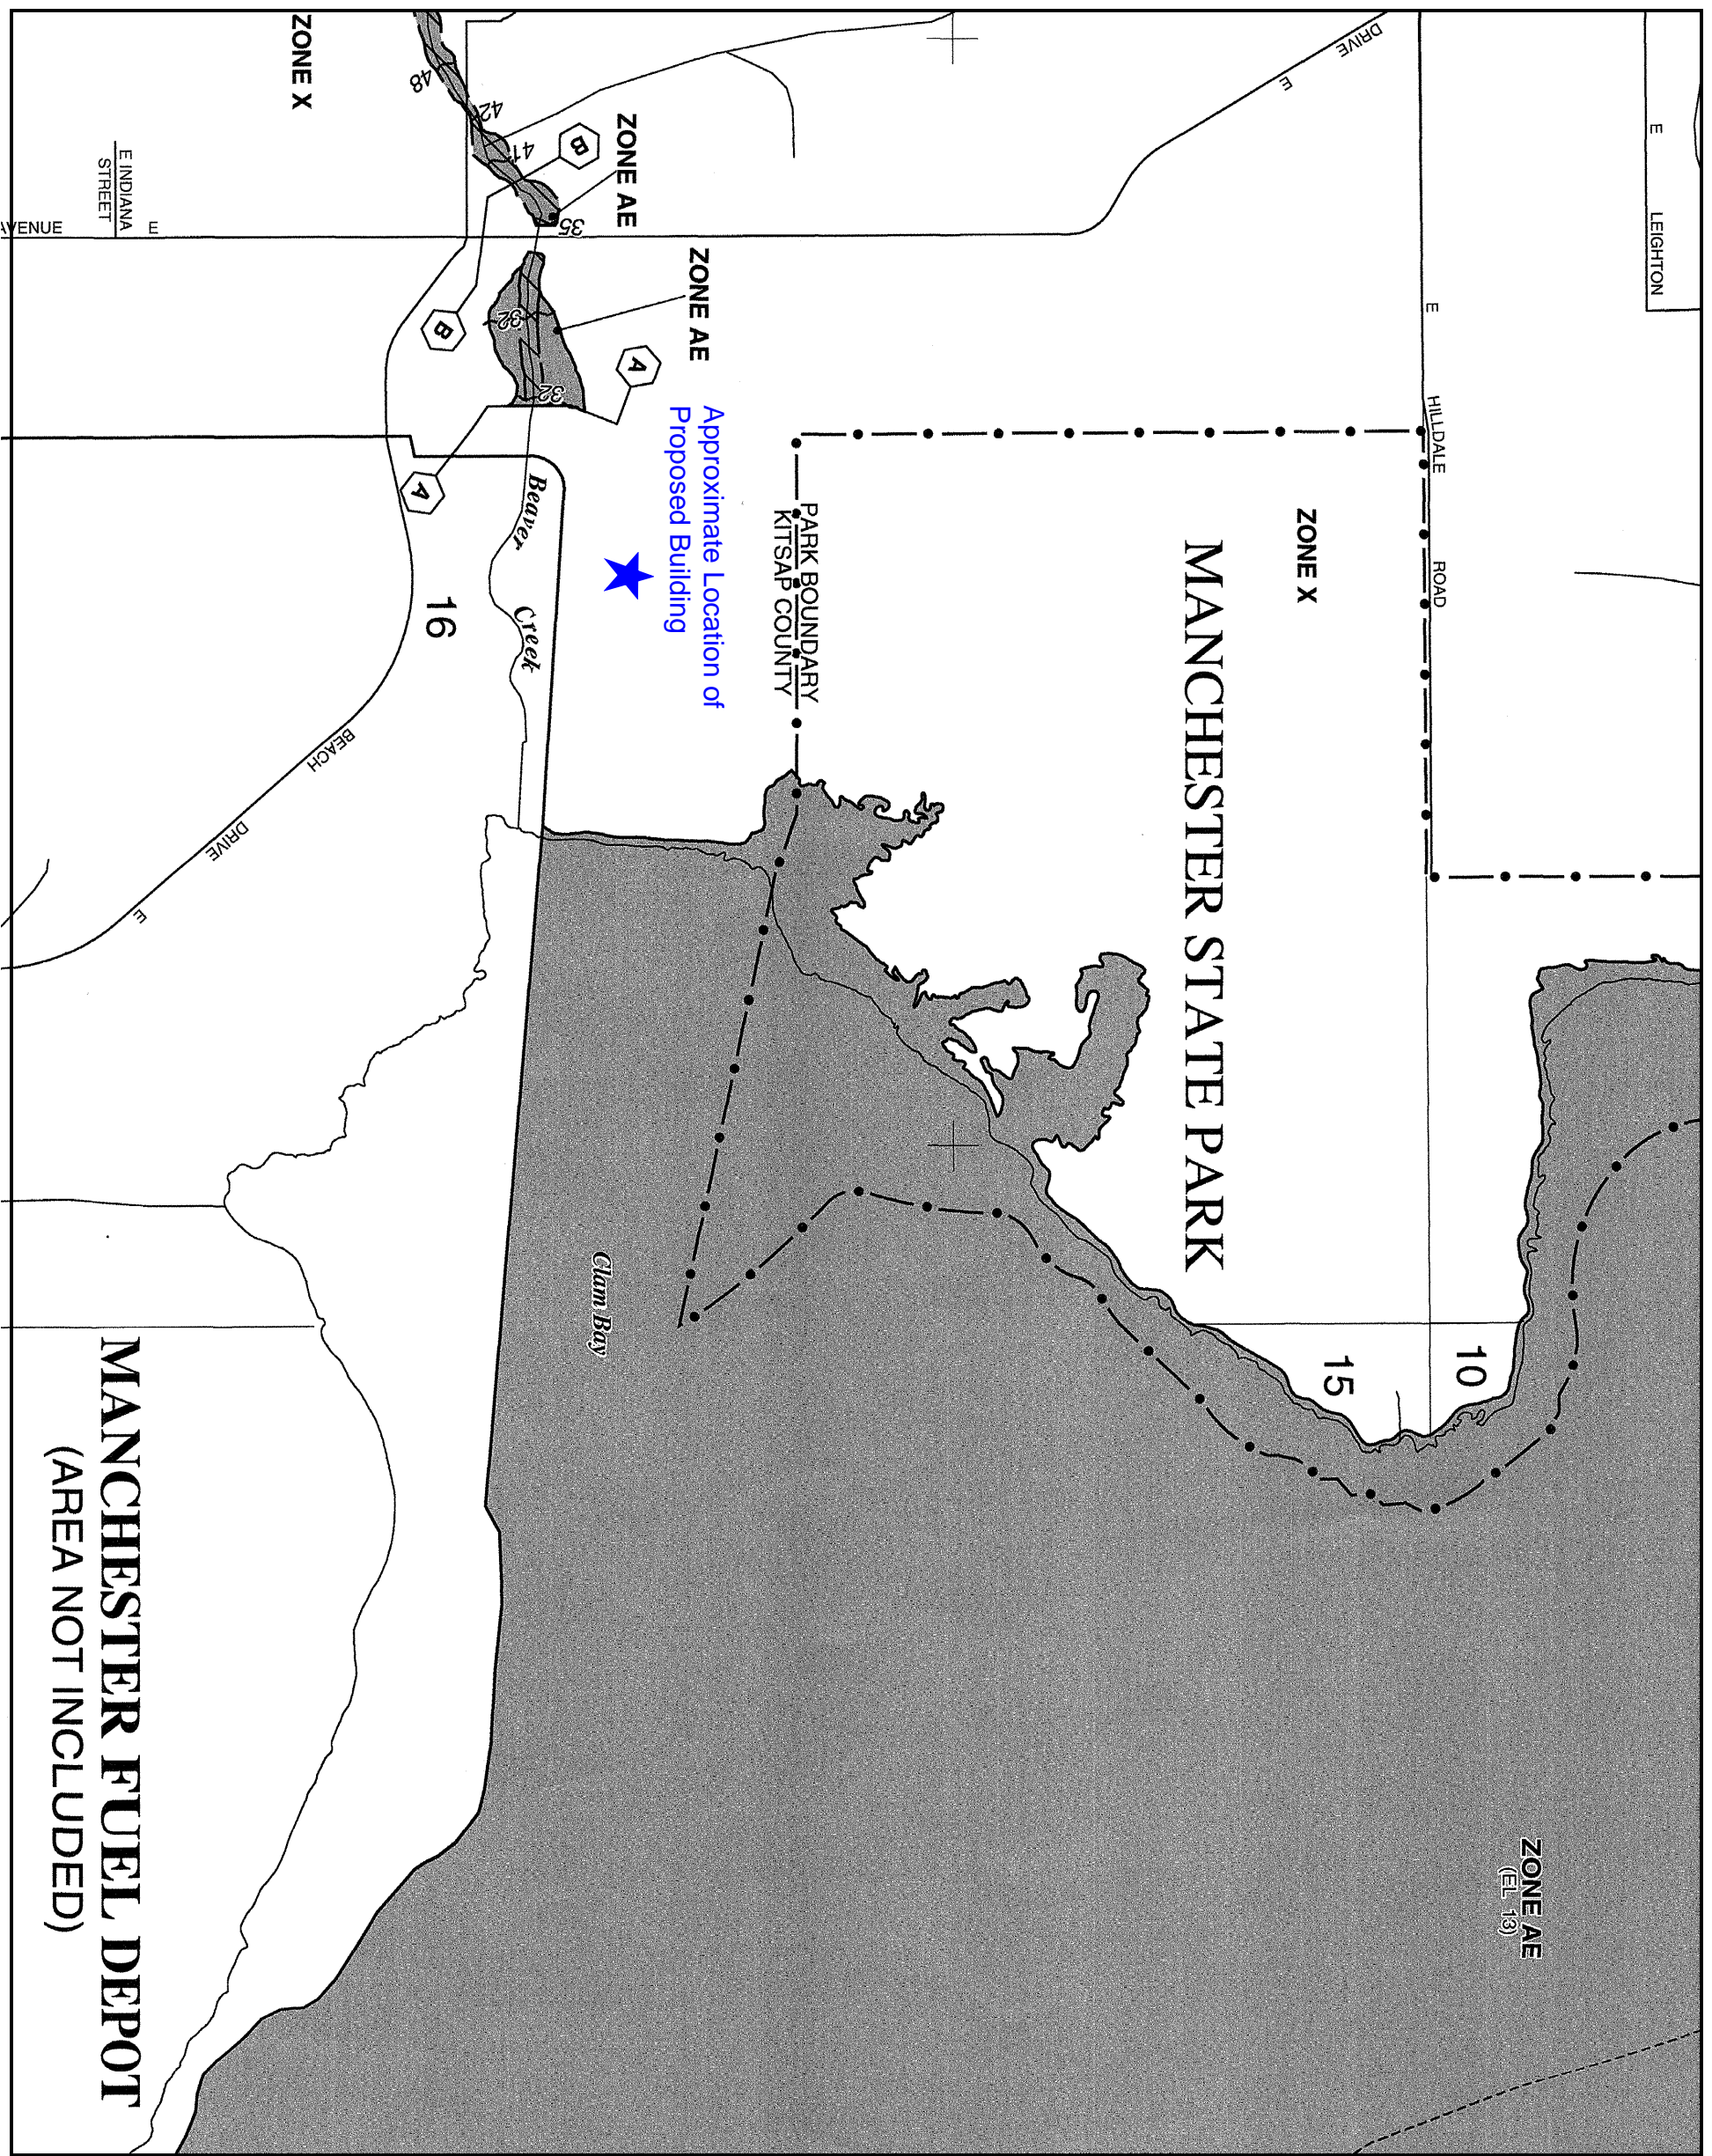 LEIGHTON
E
E
HILLDALE
ROAD
DRIVE
E
ZONE X
MANCHESTER STATE PARK
10
15
ZONE AE
(EL 13)
PARK BOUNDARY
KITSAP COUNTY
Approximate Location of
Proposed Building
ZONE AE
ZONE AE
A
A
B
B
35
41
42
48
32
32
Beaver
Creek
Clam Bay
16
ZONE X
E INDIANA
STREET
E
AVENUE
BEACH
DRIVE
E
MANCHESTER FUEL DEPOT
(AREA NOT INCLUDED)